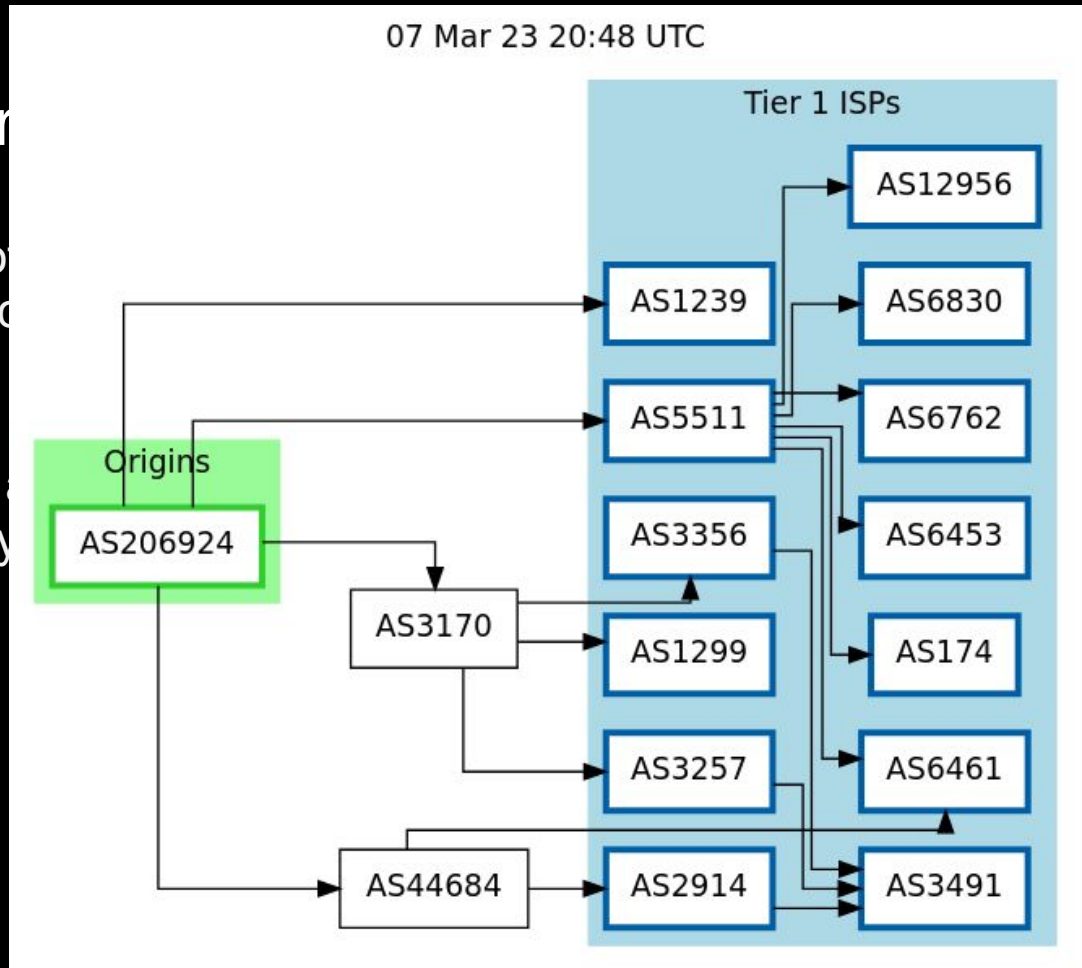 07 Mar 23 20:48 UTC
Tier 1 ISPs
AS12956
AS1239
AS6830
AS5511
AS6762
Origins
AS206924
AS3356
AS6453
AS3170
AS1299
AS174
AS3257
AS6461
AS44684
AS2914
AS3491